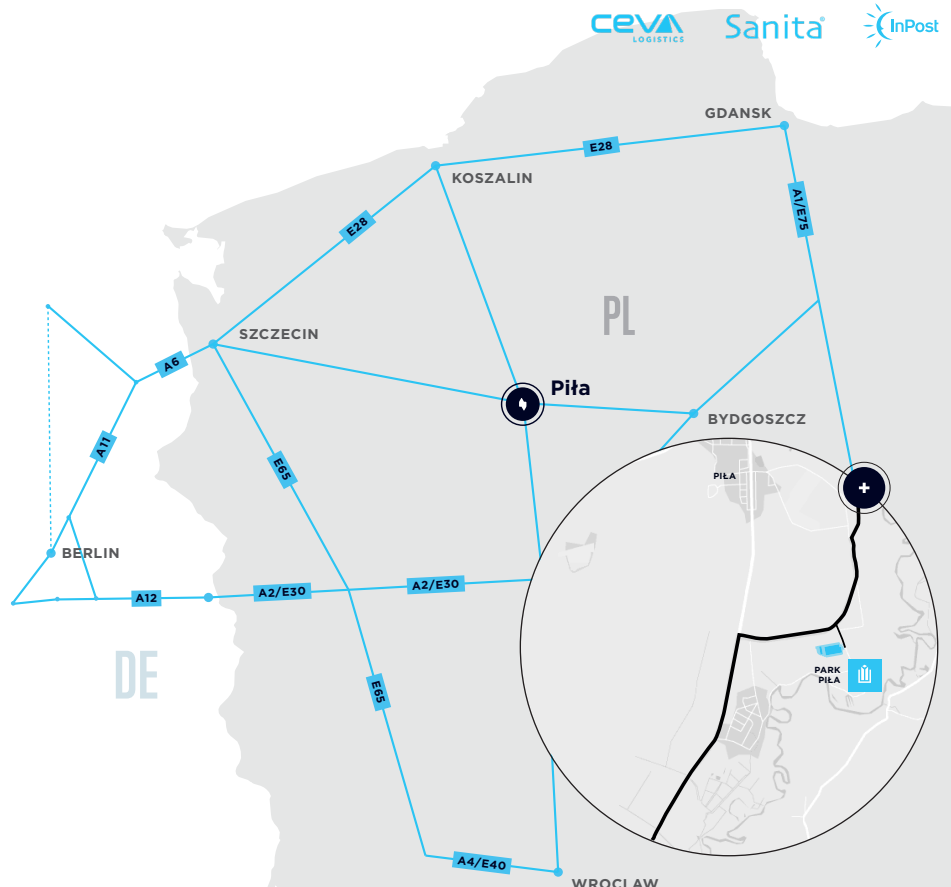 CEVA
LOGISTICS
Sanita
InPost
GDANSK
E28
KOSZALIN
A1/E75
E28
PL
SZCZECIN
A6
Piła
BYDGOSZCZ
A11
E65
PIŁA
BERLIN
A12
A2/E30
A2/E30
DE
PARK
PIŁA
E65
A4/E40
WROCLAW